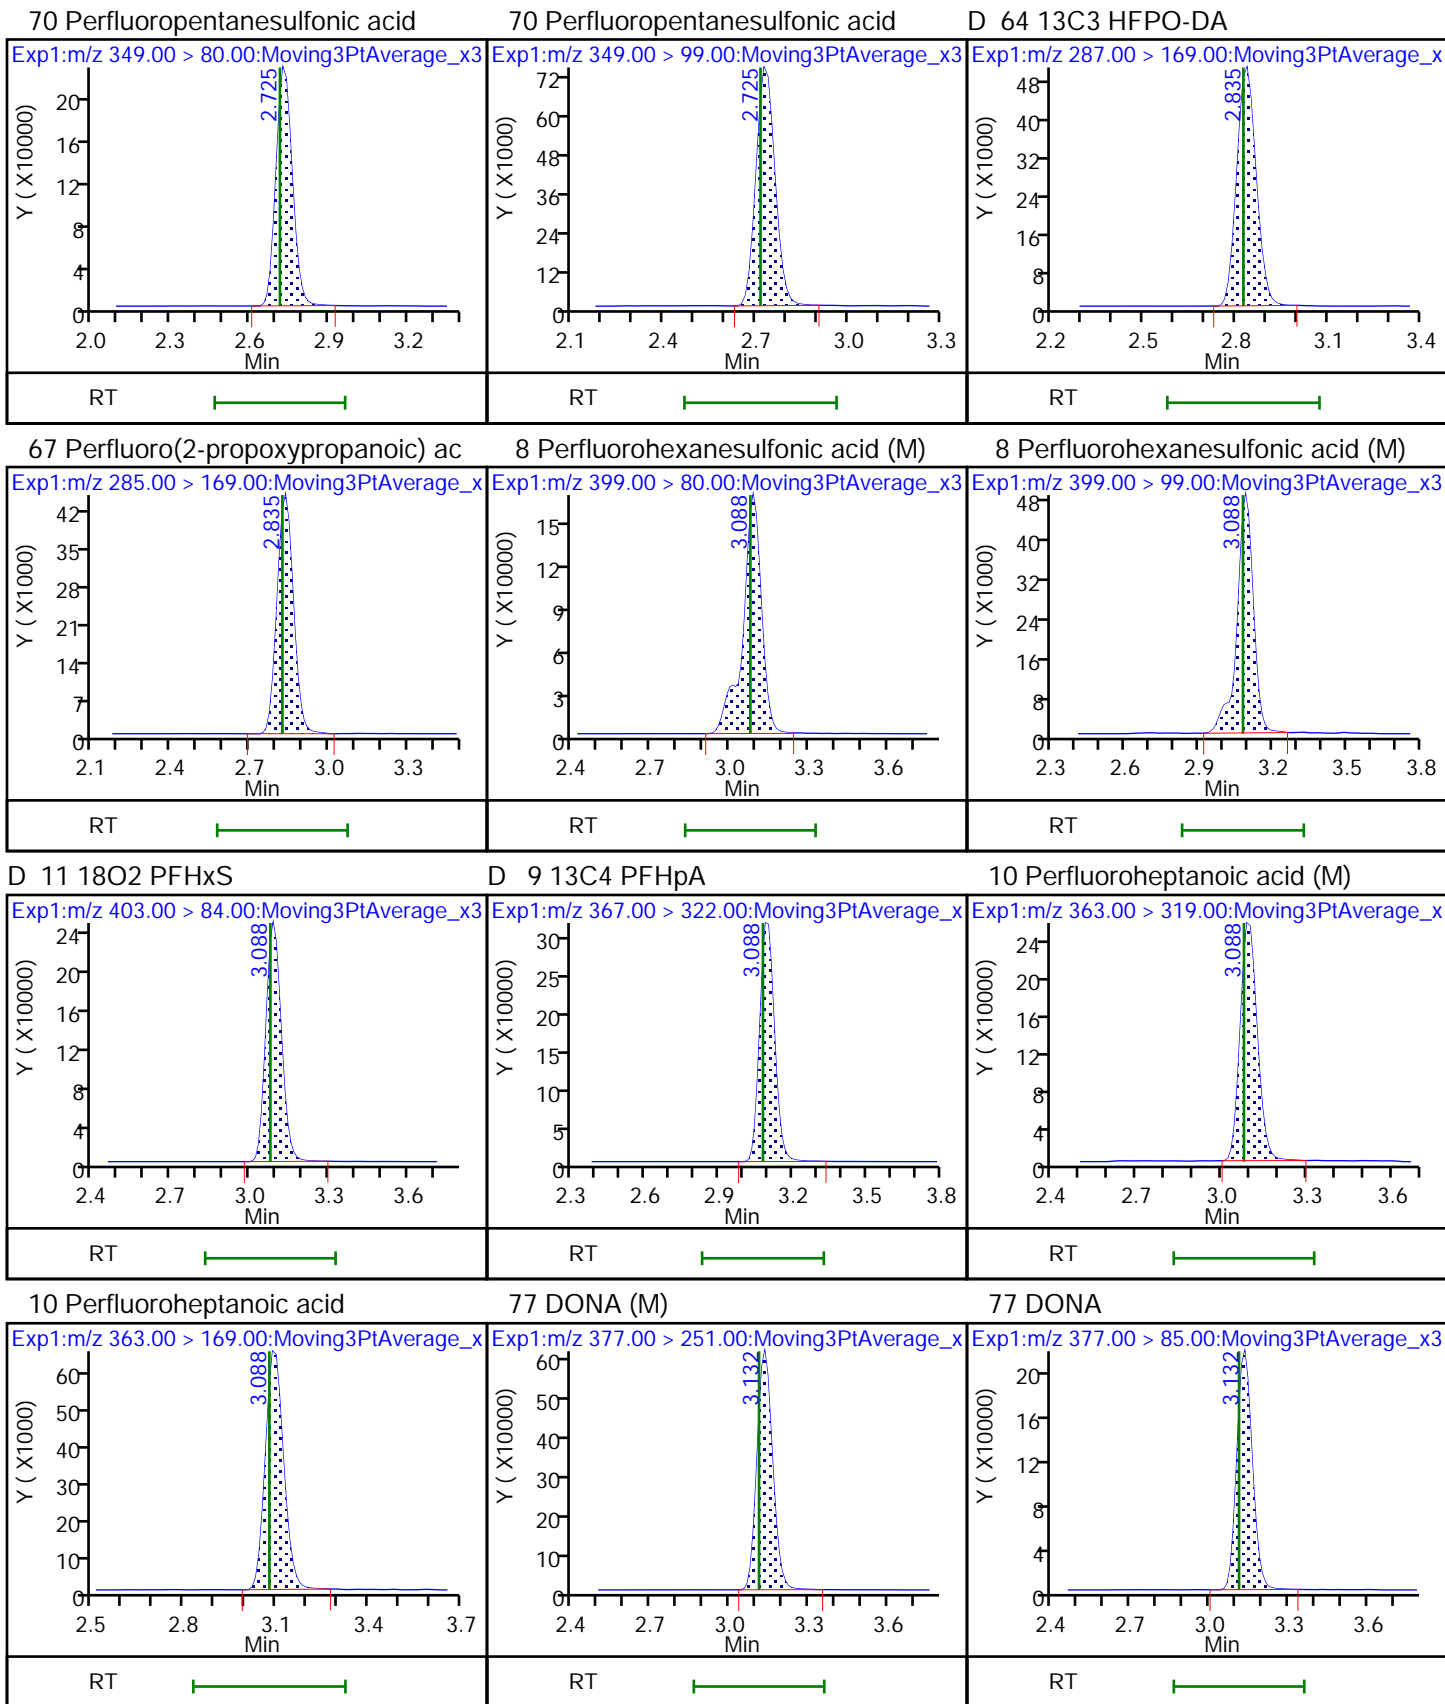 70 Perfluoropentanesulfonic acid
Exp1:m/z 349.00 > 80.00:Moving3PtAverage_x3
2.725
Y ( X10000)
20
16
12
8
4
0
2.0 2.3 2.6 2.9 3.2
Min
RT
70 Perfluoropentanesulfonic acid
Exp1:m/z 349.00 > 99.00:Moving3PtAverage_x3
2.725
Y ( X1000)
72
60
48
36
24
12
0
2.1 2.4 2.7 3.0 3.3
Min
RT
D 64 13C3 HFPO-DA
Exp1:m/z 287.00 > 169.00:Moving3PtAverage_x
2.835
Y ( X1000)
48
40
32
24
16
8
0
2.2 2.5 2.8 3.1 3.4
Min
RT
67 Perfluoro(2-propoxypropanoic) ac
Exp1:m/z 285.00 > 169.00:Moving3PtAverage_x
2.835
Y ( X1000)
42
35
28
21
14
7
0
2.1 2.4 2.7 3.0 3.3
Min
RT
8 Perfluorohexanesulfonic acid (M)
Exp1:m/z 399.00 > 80.00:Moving3PtAverage_x3
3.088
Y ( X10000)
15
12
9
6
3
0
2.4 2.7 3.0 3.3 3.6
Min
RT
8 Perfluorohexanesulfonic acid (M)
Exp1:m/z 399.00 > 99.00:Moving3PtAverage_x3
3.088
Y ( X1000)
48
40
32
24
16
8
0
2.3 2.6 2.9 3.2 3.5 3.8
Min
RT
D 11 18O2 PFHxS
Exp1:m/z 403.00 > 84.00:Moving3PtAverage_x3
3.088
Y ( X10000)
24
20
16
12
8
4
0
2.4 2.7 3.0 3.3 3.6
Min
RT
D 9 13C4 PFHpA
Exp1:m/z 367.00 > 322.00:Moving3PtAverage_x
3.088
Y ( X10000)
30
25
20
15
10
5
0
2.3 2.6 2.9 3.2 3.5 3.8
Min
RT
10 Perfluoroheptanoic acid (M)
Exp1:m/z 363.00 > 319.00:Moving3PtAverage_x
3.088
Y ( X10000)
24
20
16
12
8
4
0
2.4 2.7 3.0 3.3 3.6
Min
RT
10 Perfluoroheptanoic acid
Exp1:m/z 363.00 > 169.00:Moving3PtAverage_x
3.088
Y ( X10000)
60
50
40
30
20
10
0
2.5 2.8 3.1 3.4 3.7
Min
RT
77 DONA (M)
Exp1:m/z 377.00 > 251.00:Moving3PtAverage_x
3.132
Y ( X10000)
60
50
40
30
20
10
0
2.4 2.7 3.0 3.3 3.6
Min
RT
77 DONA
Exp1:m/z 377.00 > 85.00:Moving3PtAverage_x3
3.132
Y ( X10000)
20
16
12
8
4
0
2.4 2.7 3.0 3.3 3.6
Min
RT